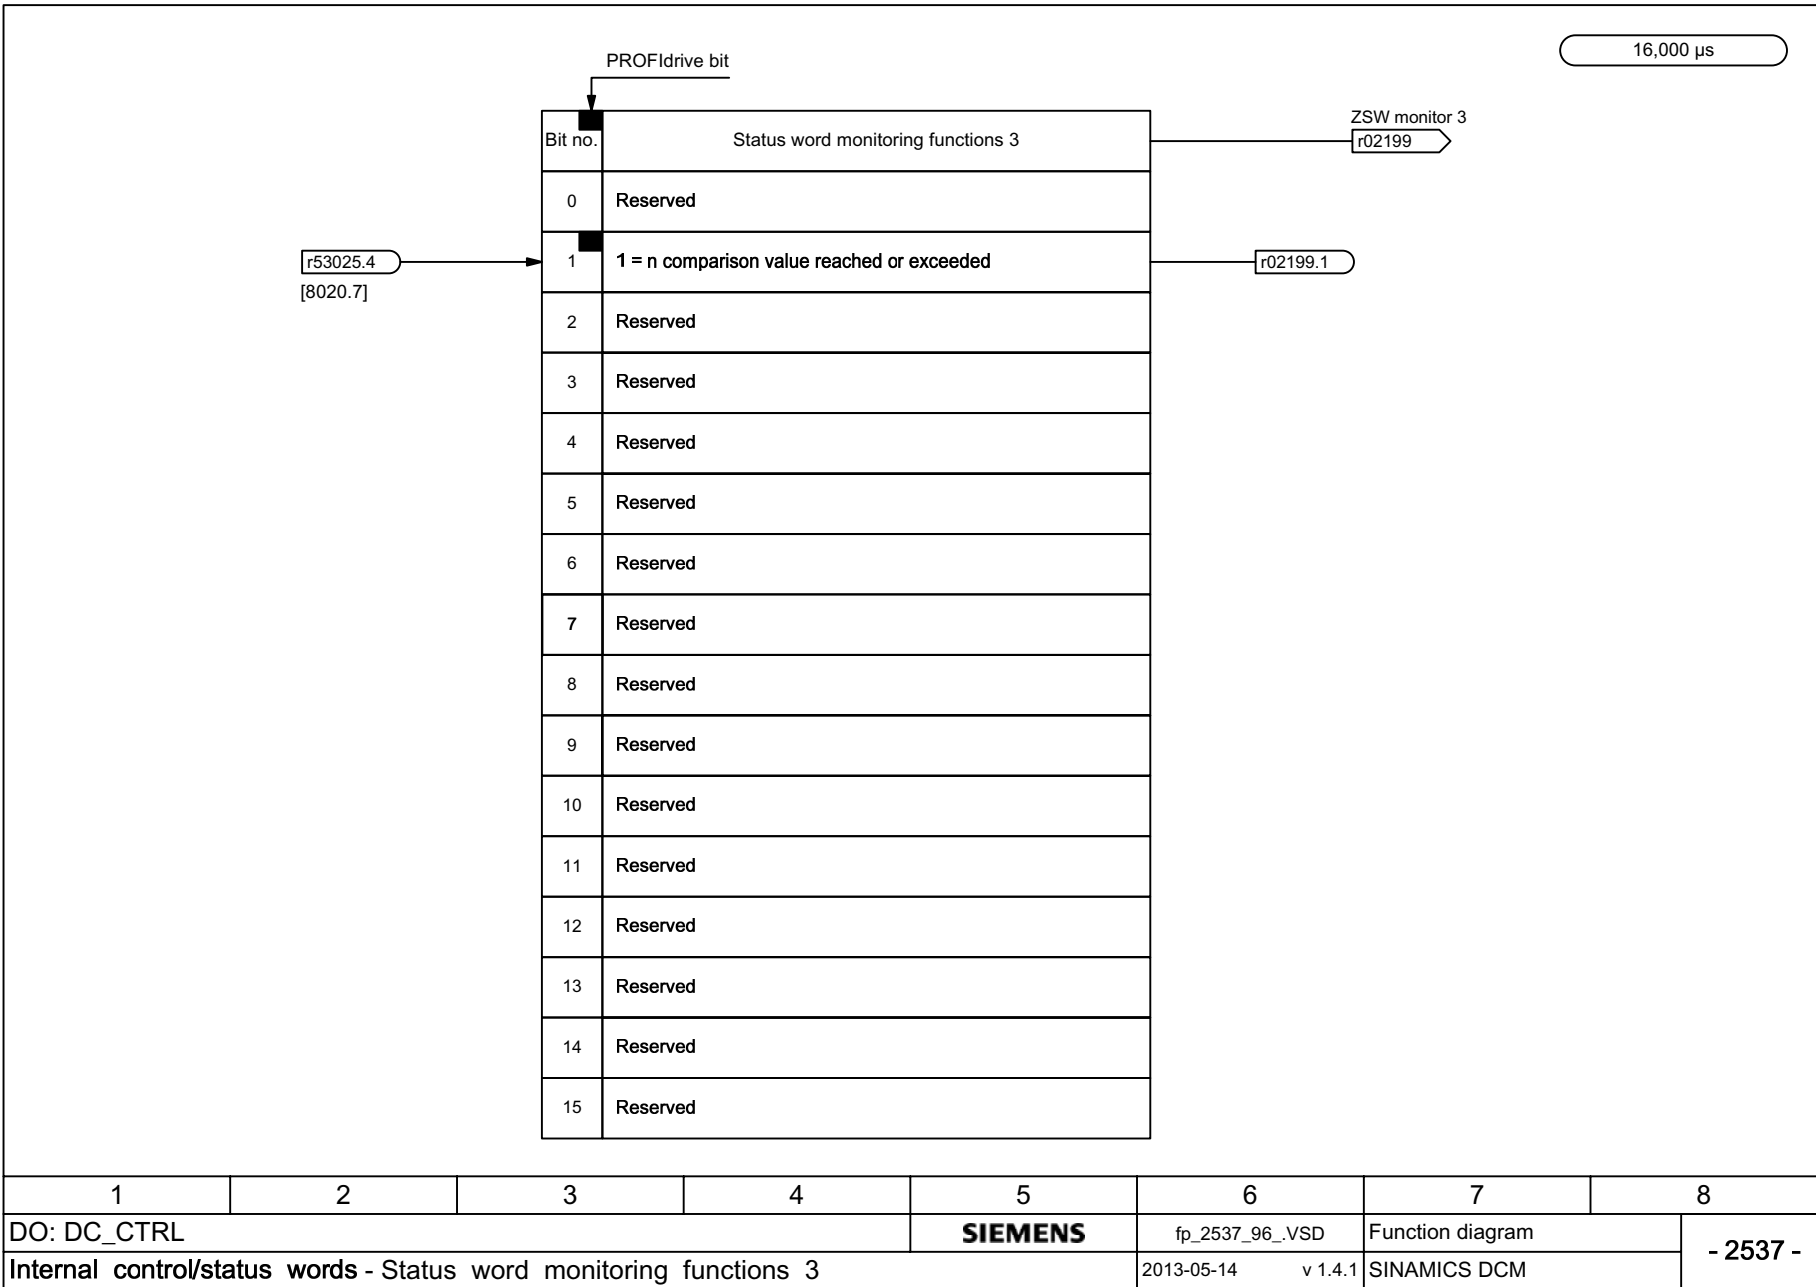 16,000 µs
PROFIdrive bit
ZSW monitor 3
Bit no. Status word monitoring functions 3 r02199
0 Reserved
r53025.4 1 1 = n comparison value reached or exceeded r02199.1
[8020.7]
2 Reserved
3 Reserved
4 Reserved
5 Reserved
6 Reserved
7 Reserved
8 Reserved
9 Reserved
10 Reserved
11 Reserved
12 Reserved
13 Reserved
14 Reserved
15 Reserved
1 2 3 4 5 6 7 8
DO: DC_CTRL SIEMENS fp_2537_96_.VSD Function diagram - 2537 -
Internal control/status words - Status word monitoring functions 3 2013-05-14 v 1.4.1 SINAMICS DCM